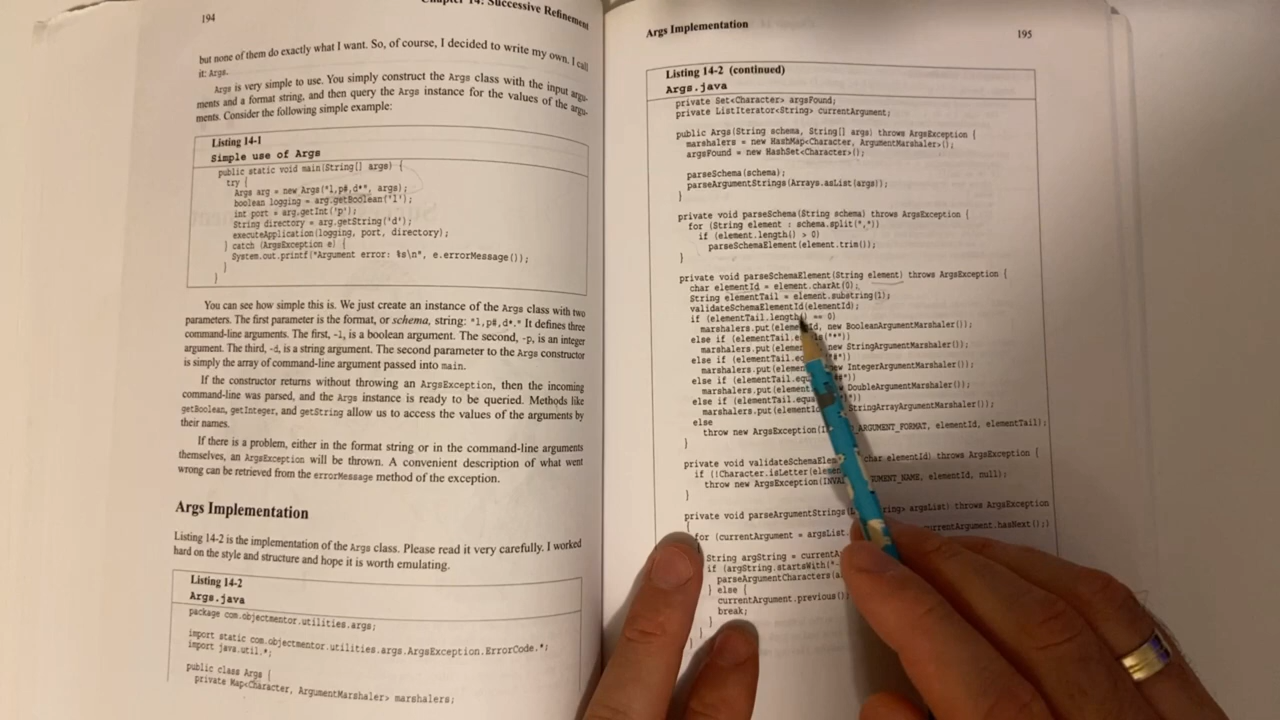 194
Chapter 14: Successive Refinement
but none of them do exactly what I want. So, of course, I decided to write my own. I call
it: Args.
Args is very simple to use. You simply construct the Args class with the input argu-
ments and a format string, and then query the Args instance for the values of the argu-
ments. Consider the following simple example:
Listing 14-1
Simple use of Args
public static void main(String[] args) {
try {
Args arg = new Args("l,p#,d*", args);
boolean logging = arg.getBoolean('l');
int port = arg.getInt('p');
String directory = arg.getString('d');
executeApplication(logging, port, directory);
} catch (ArgsException e) {
System.out.printf("Argument error: %s\n", e.errorMessage());
}
}
You can see how simple this is. We just create an instance of the Args class with two
parameters. The first parameter is the format, or schema, string: "l,p#,d*." It defines three
command-line arguments. The first, -l, is a boolean argument. The second, -p, is an integer
argument. The third, -d, is a string argument. The second parameter to the Args constructor
is simply the array of command-line argument passed into main.
If the constructor returns without throwing an ArgsException, then the incoming
command-line was parsed, and the Args instance is ready to be queried. Methods like
getBoolean, getInteger, and getString allow us to access the values of the arguments by
their names.
If there is a problem, either in the format string or in the command-line arguments
themselves, an ArgsException will be thrown. A convenient description of what went
wrong can be retrieved from the errorMessage method of the exception.
Args Implementation
Listing 14-2 is the implementation of the Args class. Please read it very carefully. I worked
hard on the style and structure and hope it is worth emulating.
Listing 14-2
Args.java
package com.objectmentor.utilities.args;
import static com.objectmentor.utilities.args.ArgsException.ErrorCode.*;
import java.util.*;
public class Args {
private Map<Character, ArgumentMarshaler> marshalers;
Args Implementation
195
Listing 14-2 (continued)
Args.java
private Set<Character> argsFound;
private ListIterator<String> currentArgument;
public Args(String schema, String[] args) throws ArgsException {
marshalers = new HashMap<Character, ArgumentMarshaler>();
argsFound = new HashSet<Character>();
parseSchema(schema);
parseArgumentStrings(Arrays.asList(args));
}
private void parseSchema(String schema) throws ArgsException {
for (String element : schema.split(","))
if (element.length() > 0)
parseSchemaElement(element.trim());
}
private void parseSchemaElement(String element) throws ArgsException {
char elementId = element.charAt(0);
String elementTail = element.substring(1);
validateSchemaElementId(elementId);
if (elementTail.length() == 0)
marshalers.put(elementId, new BooleanArgumentMarshaler());
else if (elementTail. ("*"))
marshalers.put( new StringArgumentMarshaler());
else if (elementTail. ("#"))
marshalers.put( new IntegerArgumentMarshaler());
else if (elementTail. "))
marshalers.put( DoubleArgumentMarshaler());
else if (elementTail. "))
marshalers.put( StringArrayArgumentMarshaler());
else
throw new ArgsException( ARGUMENT_FORMAT, elementId, elementTail);
}
private void char elementId) throws ArgsException {
if (!Character.isLetter(
throw new ArgsException( elementId, null);
}
private void parseArgumentStrings( argsList) throws ArgsException
{
for (currentArgument = argsList. currentArgument.hasNext();)
String argString =
if (argString.startsWith("-
parseArgumentCharacters(
} else {
currentArgument.previous();
break;
}
}
}